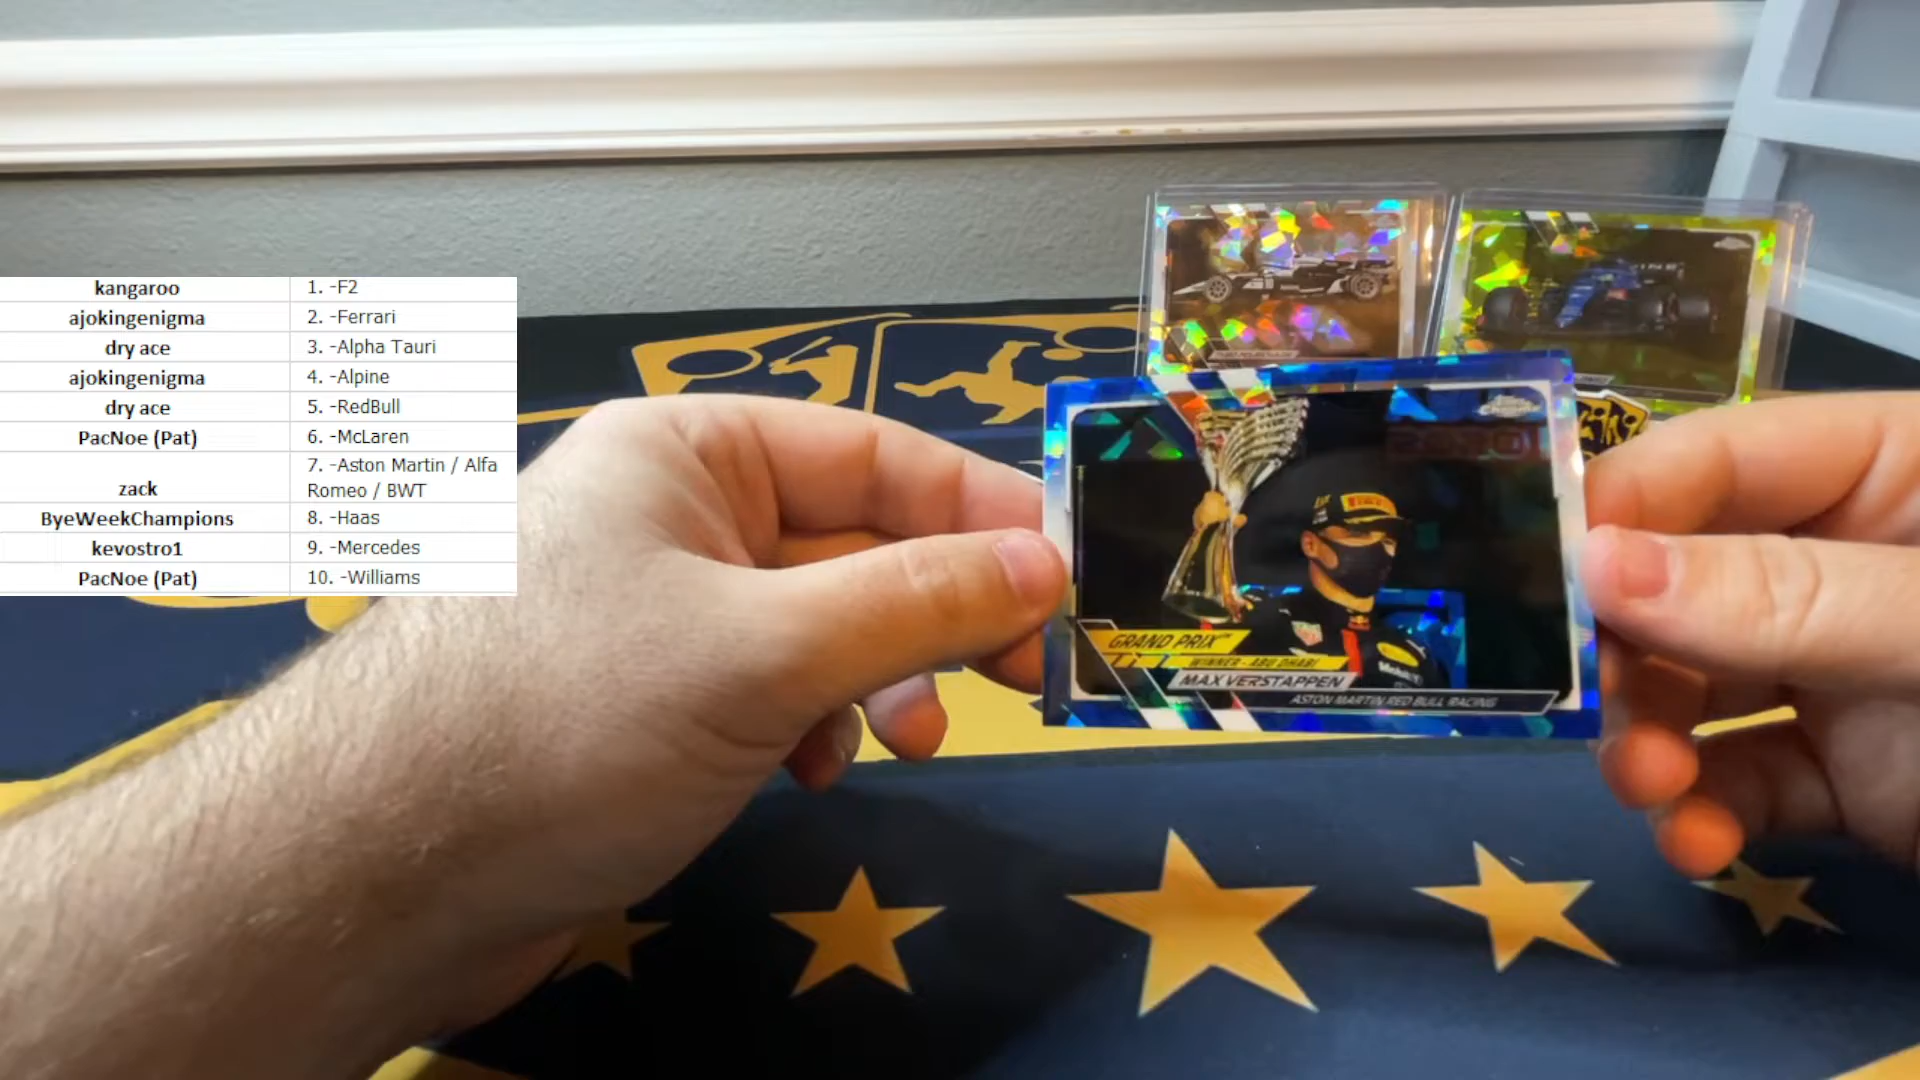 kangaroo 1. -F2
ajokingenigma 2. -Ferrari
dry ace 3. -Alpha Tauri
ajokingenigma 4. -Alpine
dry ace 5. -RedBull
PacNoe (Pat) 6. -McLaren
zack 7. -Aston Martin / Alfa
Romeo / BWT
ByeWeekChampions 8. -Haas
kevostro1 9. -Mercedes
PacNoe (Pat) 10. -Williams
PIRELLI
GRAND PRIX™
WINNER - ABU DHABI
MAX VERSTAPPEN
ASTON MARTIN RED BULL RACING